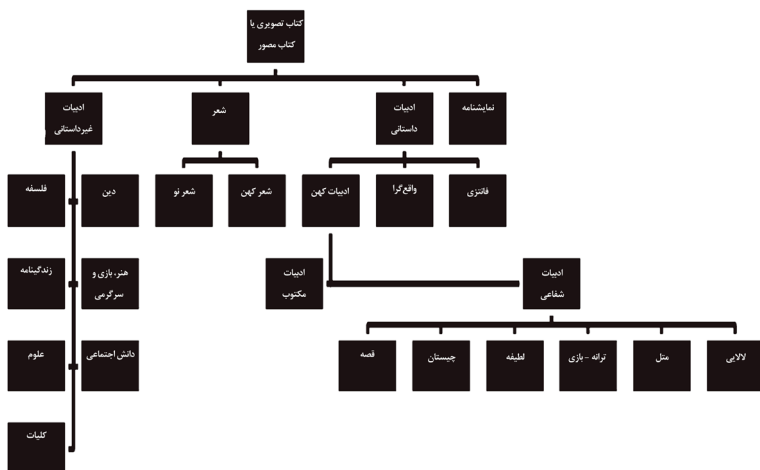 کتاب تصویری یا
کتاب مصور
نمایشنامه
ادبیات
داستانی
شعر
ادبیات
غیرداستانی
فانتزی
واقع‌گرا
ادبیات کهن
شعر کهن
شعر نو
دین
فلسفه
ادبیات
شفاعی
ادبیات
مکتوب
هنر، بازی و
سرگرمی
زندگینامه
لالایی
متل
ترانه - بازی
لطیفه
چیستان
قصه
دانش اجتماعی
علوم
کلیات